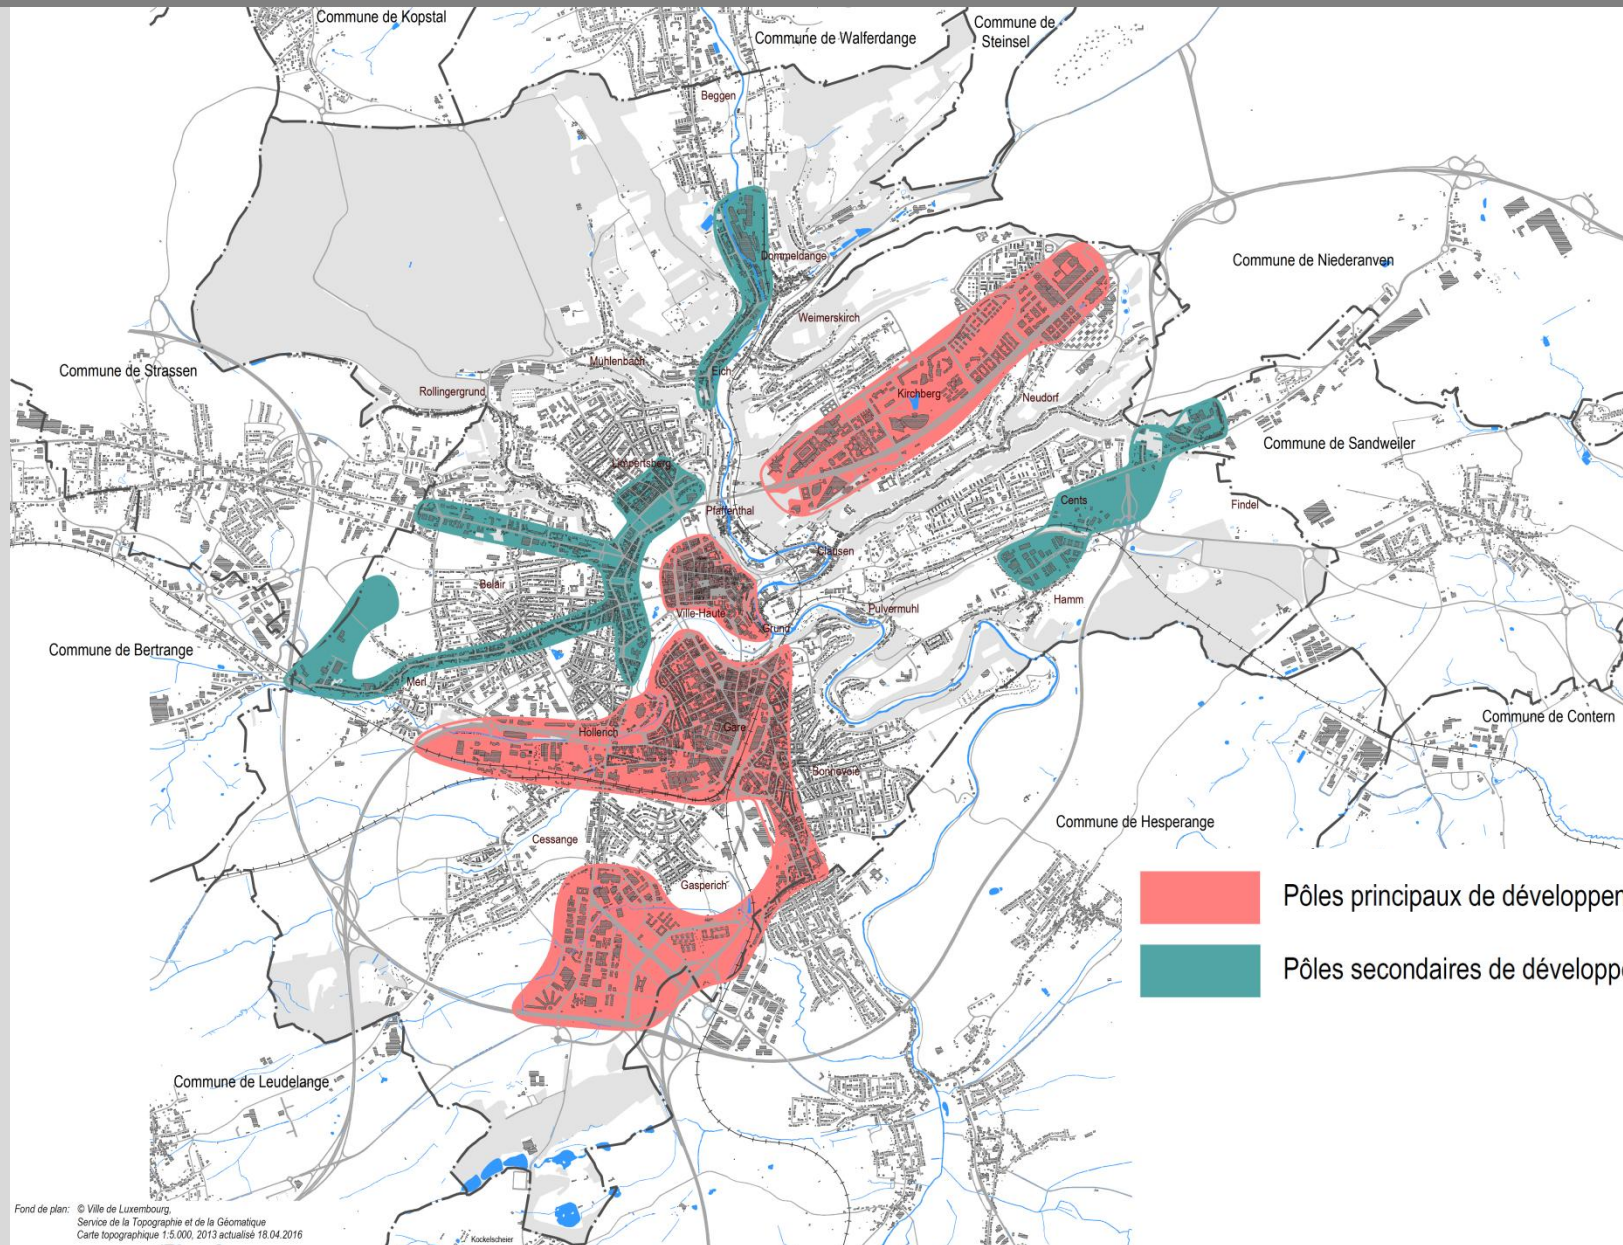 Commune de Kopstal
Commune de Walferdange
Commune de
Steinsel
Beggen
Dommeldange
Commune de Niederanven
Weimerskirch
Commune de Strassen
Mühlenbach
Eich
Rollingergrund
Kirchberg
Neudorf
Commune de Sandweiler
Limpertsberg
Cents
Findel
Pfaffenthal
Clausen
Belair
Hamm
Pulvermuhl
Ville-Haute
Grund
Commune de Bertrange
Merl
Commune de Contern
Hollerich
Gare
Bonnevoie
Commune de Hesperange
Cessange
Gasperich
Pôles principaux de développen
Pôles secondaires de développe
Commune de Leudelange
Fond de plan: © Ville de Luxembourg,
Service de la Topographie et de la Géomatique
Carte topographique 1:5.000, 2013 actualisé 18.04.2016
Kockelscheier